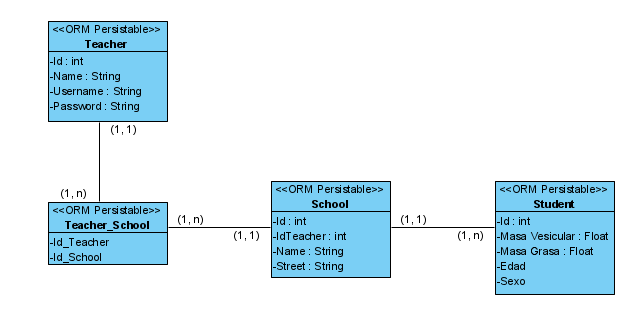 <<ORM Persistable>>
Teacher
-Id : int
-Name : String
-Username : String
-Password : String
(1, 1)
(1, n)
<<ORM Persistable>>
Teacher_School
-Id_Teacher
-Id_School
(1, n)
(1, 1)
<<ORM Persistable>>
School
-Id : int
-IdTeacher : int
-Name : String
-Street : String
(1, 1)
(1, n)
<<ORM Persistable>>
Student
-Id : int
-Masa Vesicular : Float
-Masa Grasa : Float
-Edad
-Sexo